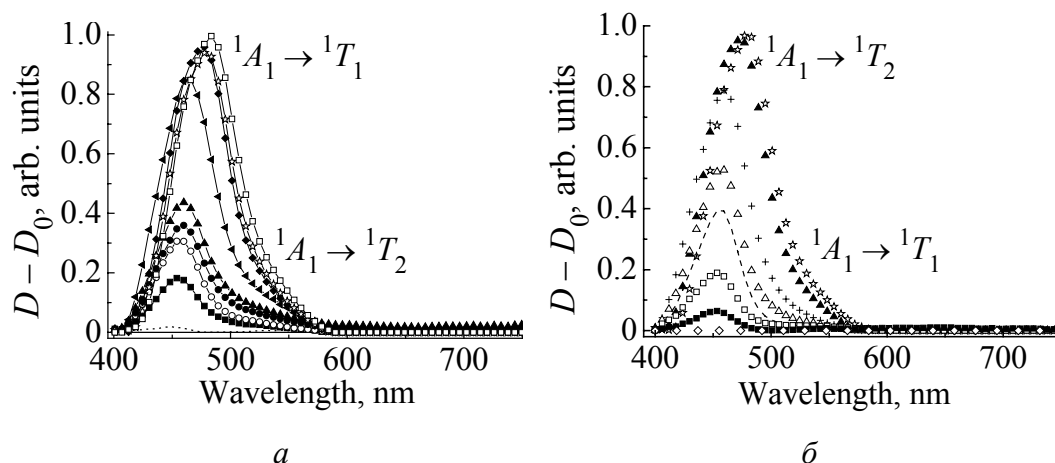 1.0
0.8
0.6
0.4
0.2
0
400 500 600 700
Wavelength, nm
D – D₀, arb. units
¹A₁ → ¹T₁
¹A₁ → ¹T₂
а
1.0
0.8
0.6
0.4
0.2
0
400 500 600 700
Wavelength, nm
D – D₀, arb. units
¹A₁ → ¹T₂
¹A₁ → ¹T₁
б